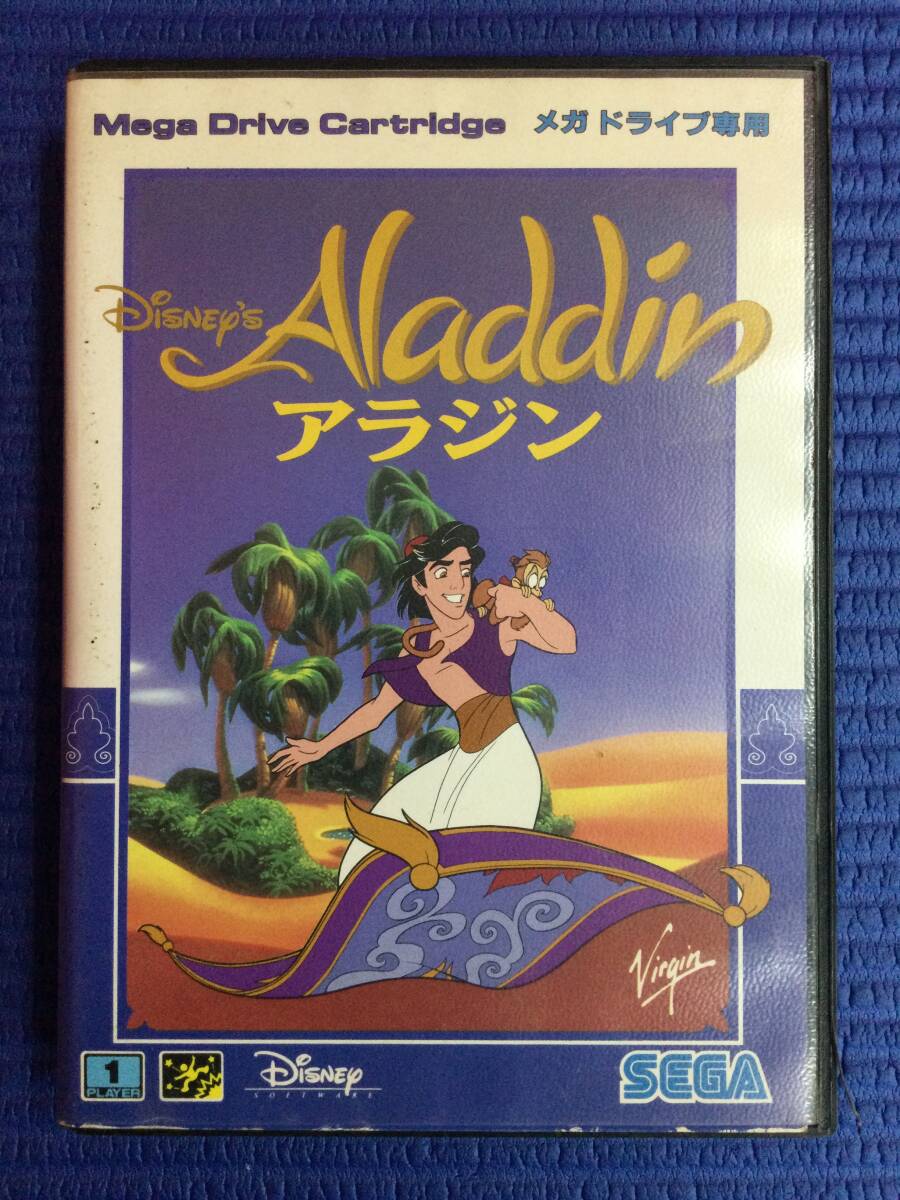 Mega Drive Cartridge メガドライブ専用
DISNEY'S Aladdin
アラジン
Virgin
1
PLAYER
DISNEY
SOFTWARE
SEGA